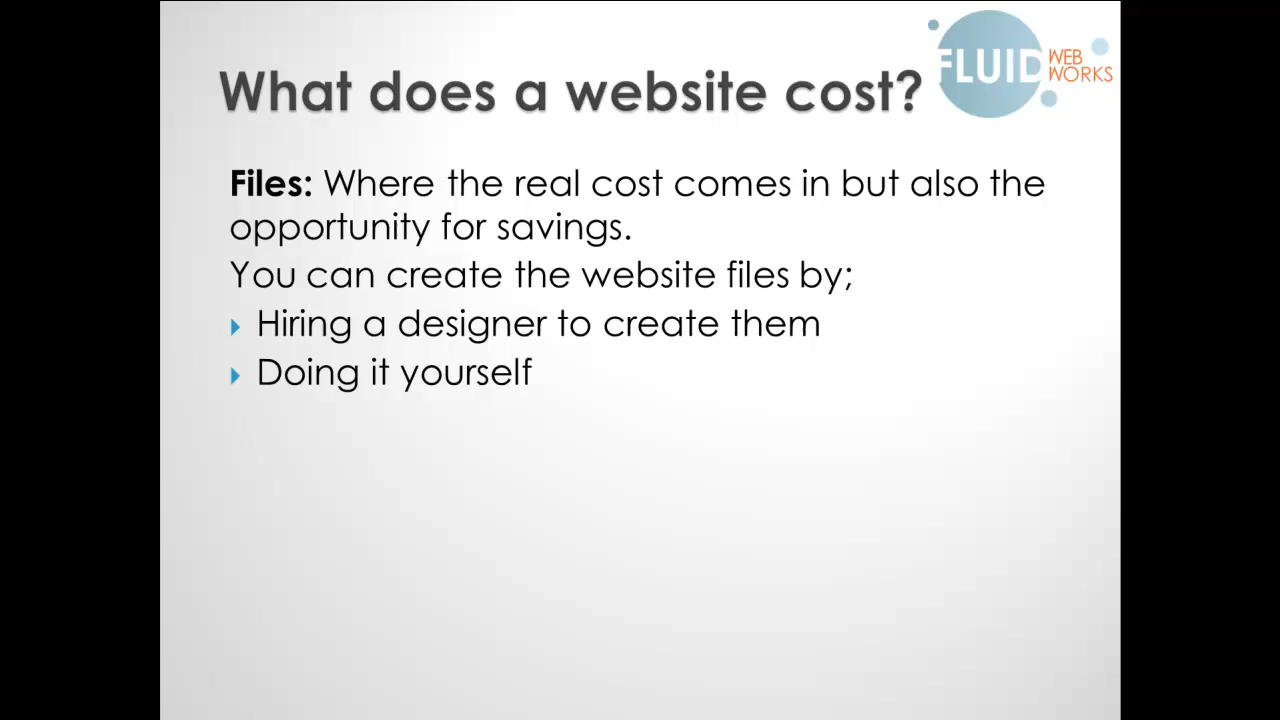 What does a website cost?
FLUID WEB
WORKS
Files: Where the real cost comes in but also the
opportunity for savings.
You can create the website files by;
Hiring a designer to create them
Doing it yourself